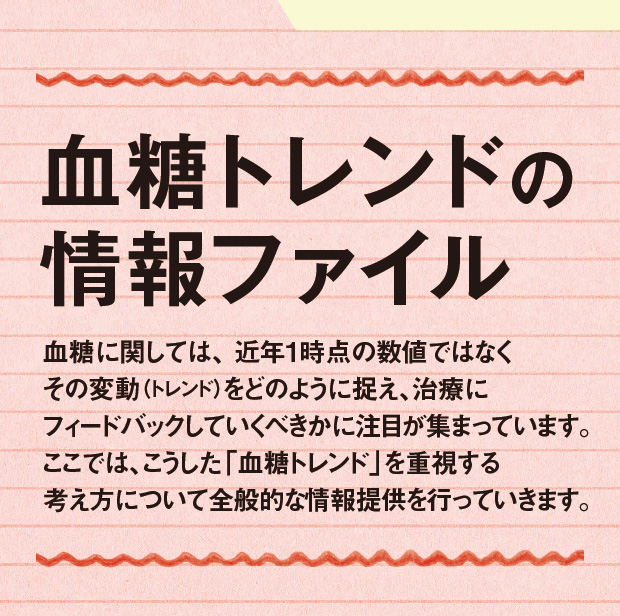 血糖トレンドの
情報ファイル
血糖に関しては、近年1時点の数値ではなく
その変動（トレンド）をどのように捉え、治療に
フィードバックしていくべきかに注目が集まっています。
ここでは、こうした「血糖トレンド」を重視する
考え方について全般的な情報提供を行っていきます。